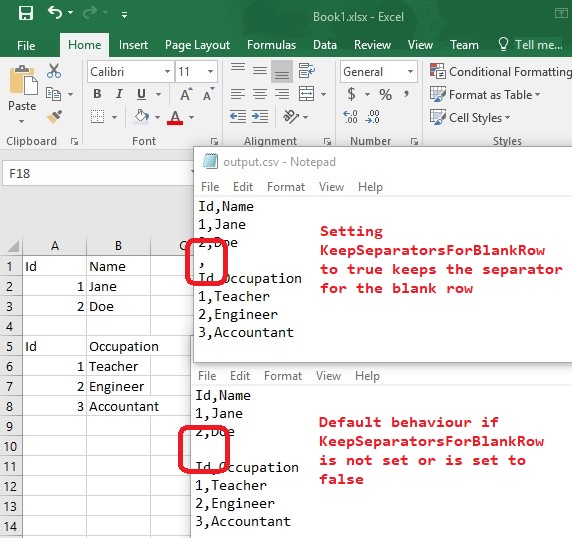 Book1.xlsx - Excel
File Home Insert Page Layout Formulas Data Review View Team Tell me...
Paste
Calibri 11
B I U A A
A
General
$ % ,
Conditional Formatting
Format as Table
Cell Styles
Clipboard Font Alignment Number Styles
F18
A B C
1 Id Name
2 1 Jane
3 2 Doe
4
5 Id Occupation
6 1 Teacher
7 2 Engineer
8 3 Accountant
9
10
11
12
13
14
output.csv - Notepad
File Edit Format View Help
Id,Name
1,Jane
2,Doe
,
Id,Occupation
1,Teacher
2,Engineer
3,Accountant
Setting
KeepSeparatorsForBlankRow
to true keeps the separator
for the blank row
File Edit Format View Help
Id,Name
1,Jane
2,Doe
Id,Occupation
1,Teacher
2,Engineer
3,Accountant
Default behaviour if
KeepSeparatorsForBlankRow
is not set or is set to
false